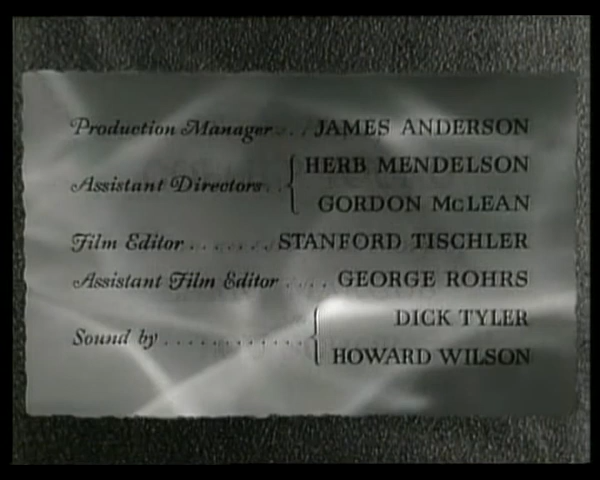 Production Manager . . . JAMES ANDERSON
HERB MENDELSON
Assistant Directors . .
GORDON McLEAN
Film Editor . . . . . . . STANFORD TISCHLER
Assistant Film Editor . . . . GEORGE ROHRS
DICK TYLER
Sound by . . . . . . . . . . . .
HOWARD WILSON